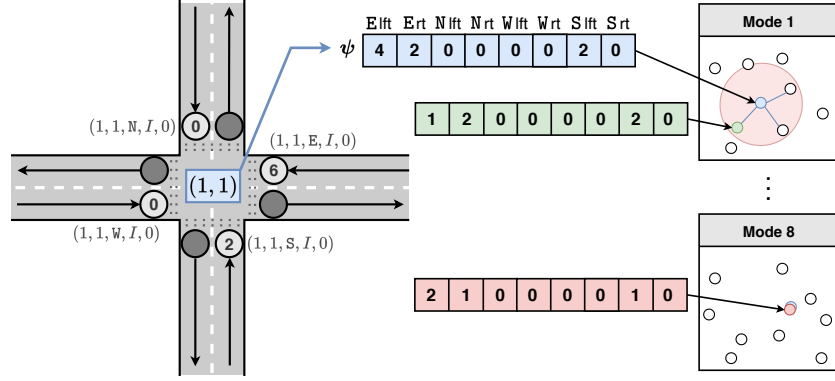 E lft E rt N lft N rt W lft W rt S lft S rt
ψ 4 2 0 0 0 0 2 0
Mode 1
(1, 1, N, I, 0)
0
1 2 0 0 0 0 2 0
(1, 1, E, I, 0)
6
(1, 1)
0
(1, 1, W, I, 0)
2
(1, 1, S, I, 0)
⋮
Mode 8
2 1 0 0 0 0 1 0